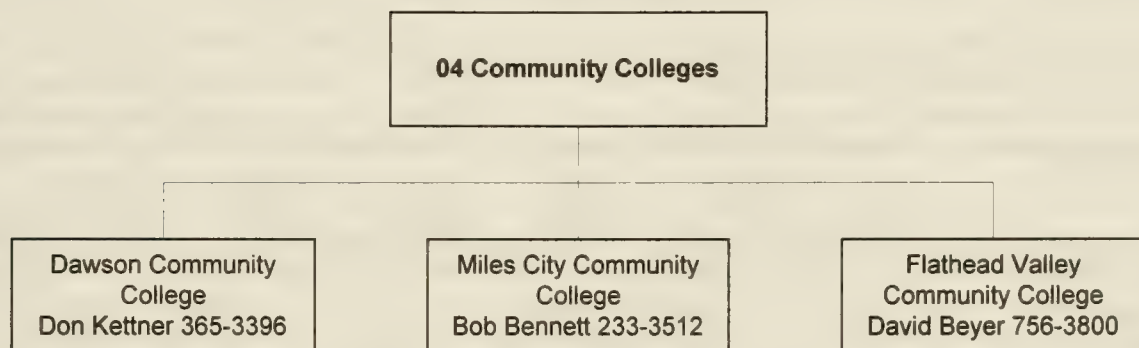 04 Community Colleges
Dawson Community
College
Don Kettner 365-3396
Miles City Community
College
Bob Bennett 233-3512
Flathead Valley
Community College
David Beyer 756-3800